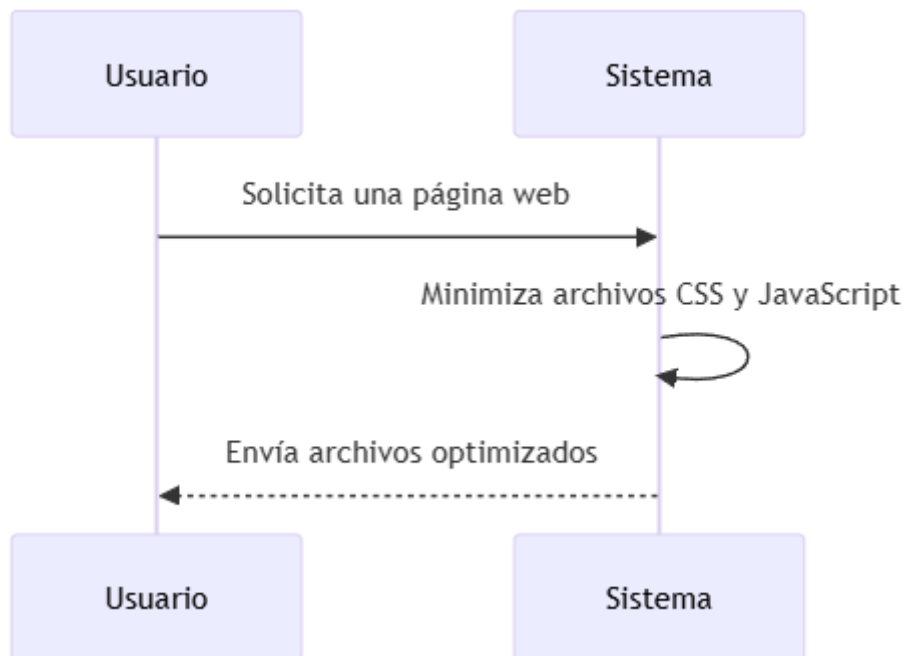 Usuario
Sistema
Solicita una página web
Minimiza archivos CSS y JavaScript
Envía archivos optimizados
Usuario
Sistema